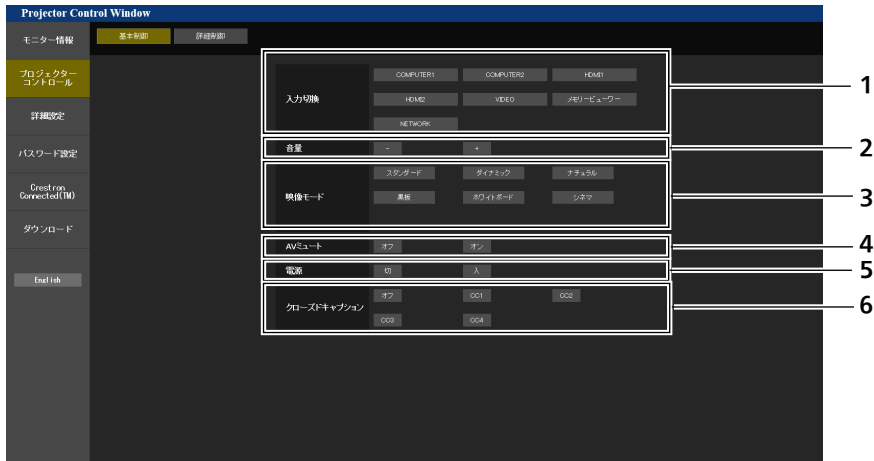 Projector Control Window
モニター情報
基本制御
詳細制御
プロジェクター
コントロール
詳細設定
パスワード設定
Crestron
Connected(TM)
ダウンロード
English
入力切換
COMPUTER1
COMPUTER2
HDMI1
HDMI2
VIDEO
メモリービューワー
NETWORK
1
音量
-
+
2
映像モード
スタンダード
ダイナミック
ナチュラル
黒板
ホワイトボード
シネマ
3
AVミュート
オフ
オン
4
電源
切
入
5
クローズドキャプション
オフ
CC1
CC2
CC3
CC4
6